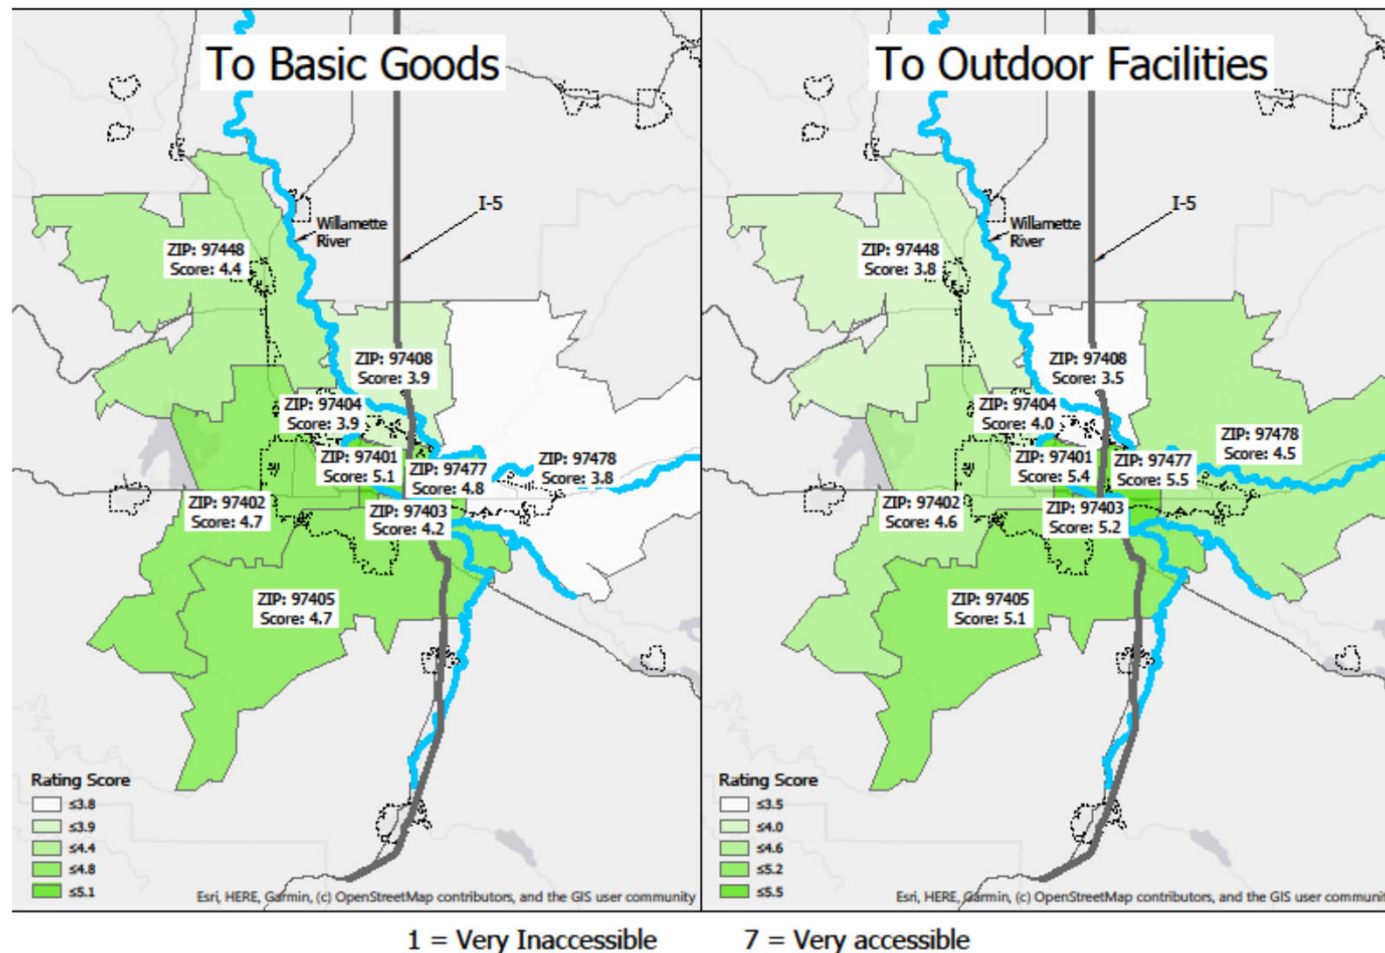 To Basic Goods
I-5
Willamette
River
ZIP: 97448
Score: 4.4
ZIP: 97408
Score: 3.9
ZIP: 97404
Score: 3.9
ZIP: 97401
Score: 5.1
ZIP: 97477
Score: 4.8
ZIP: 97478
Score: 3.8
ZIP: 97402
Score: 4.7
ZIP: 97403
Score: 4.2
ZIP: 97405
Score: 4.7
Rating Score
≤3.8
≤3.9
≤4.4
≤4.8
≤5.1
Esri, HERE, Garmin, (c) OpenStreetMap contributors, and the GIS user community
To Outdoor Facilities
I-5
Willamette
River
ZIP: 97448
Score: 3.8
ZIP: 97408
Score: 3.5
ZIP: 97404
Score: 4.0
ZIP: 97401
Score: 5.4
ZIP: 97477
Score: 5.5
ZIP: 97478
Score: 4.5
ZIP: 97402
Score: 4.6
ZIP: 97403
Score: 5.2
ZIP: 97405
Score: 5.1
Rating Score
≤3.5
≤4.0
≤4.6
≤5.2
≤5.5
Esri, HERE, Garmin, (c) OpenStreetMap contributors, and the GIS user communit
1 = Very Inaccessible 7 = Very accessible